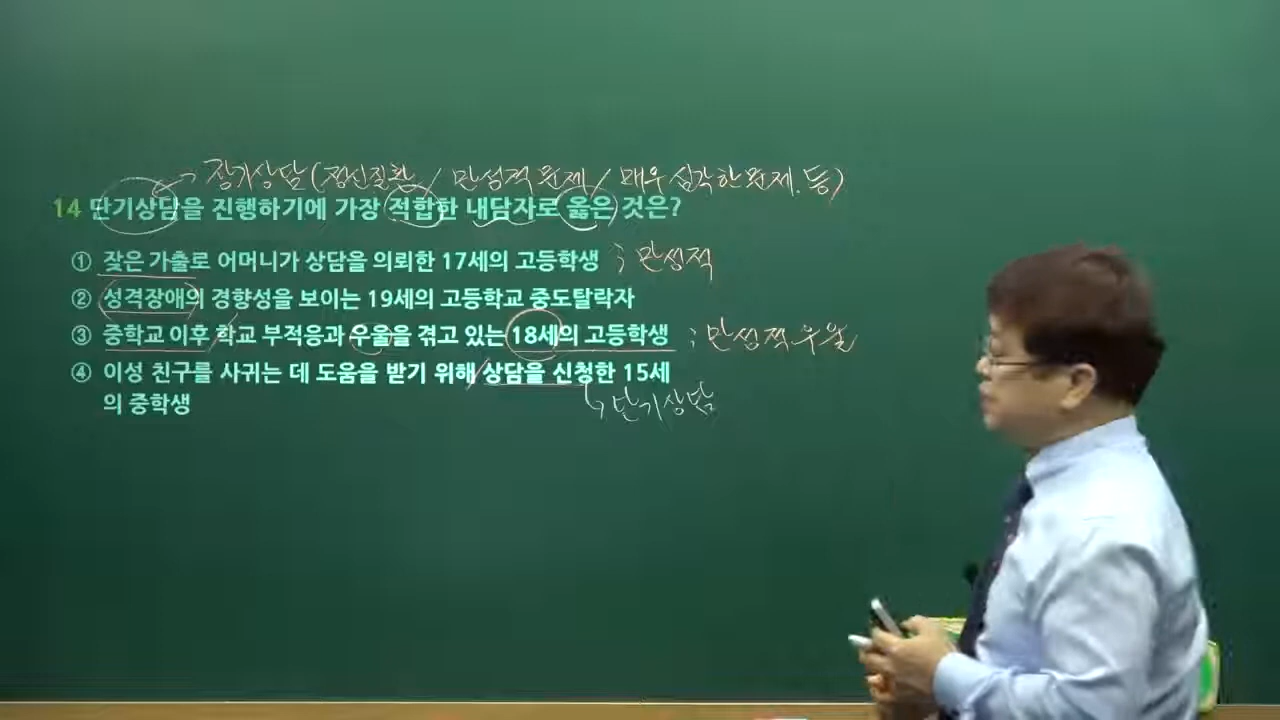 장기상담(정신질환 / 만성적 문제 / 매우 심각한 문제. 등)
14 단기상담을 진행하기에 가장 적합한 내담자로 옳은 것은?
① 잦은 가출로 어머니가 상담을 의뢰한 17세의 고등학생 ; 만성적
② 성격장애의 경향성을 보이는 19세의 고등학교 중도탈락자
③ 중학교 이후 학교 부적응과 우울을 겪고 있는 18세의 고등학생 ; 만성적 우울
④ 이성 친구를 사귀는 데 도움을 받기 위해 상담을 신청한 15세
의 중학생
단기상담